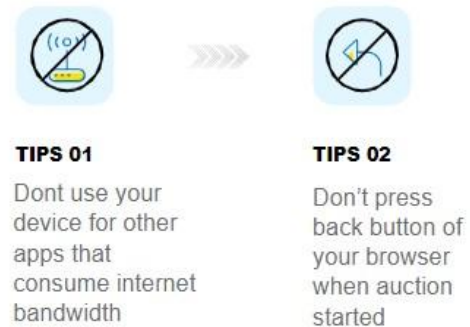 TIPS 01
Dont use your
device for other
apps that
consume internet
bandwidth
TIPS 02
Don't press
back button of
your browser
when auction
started